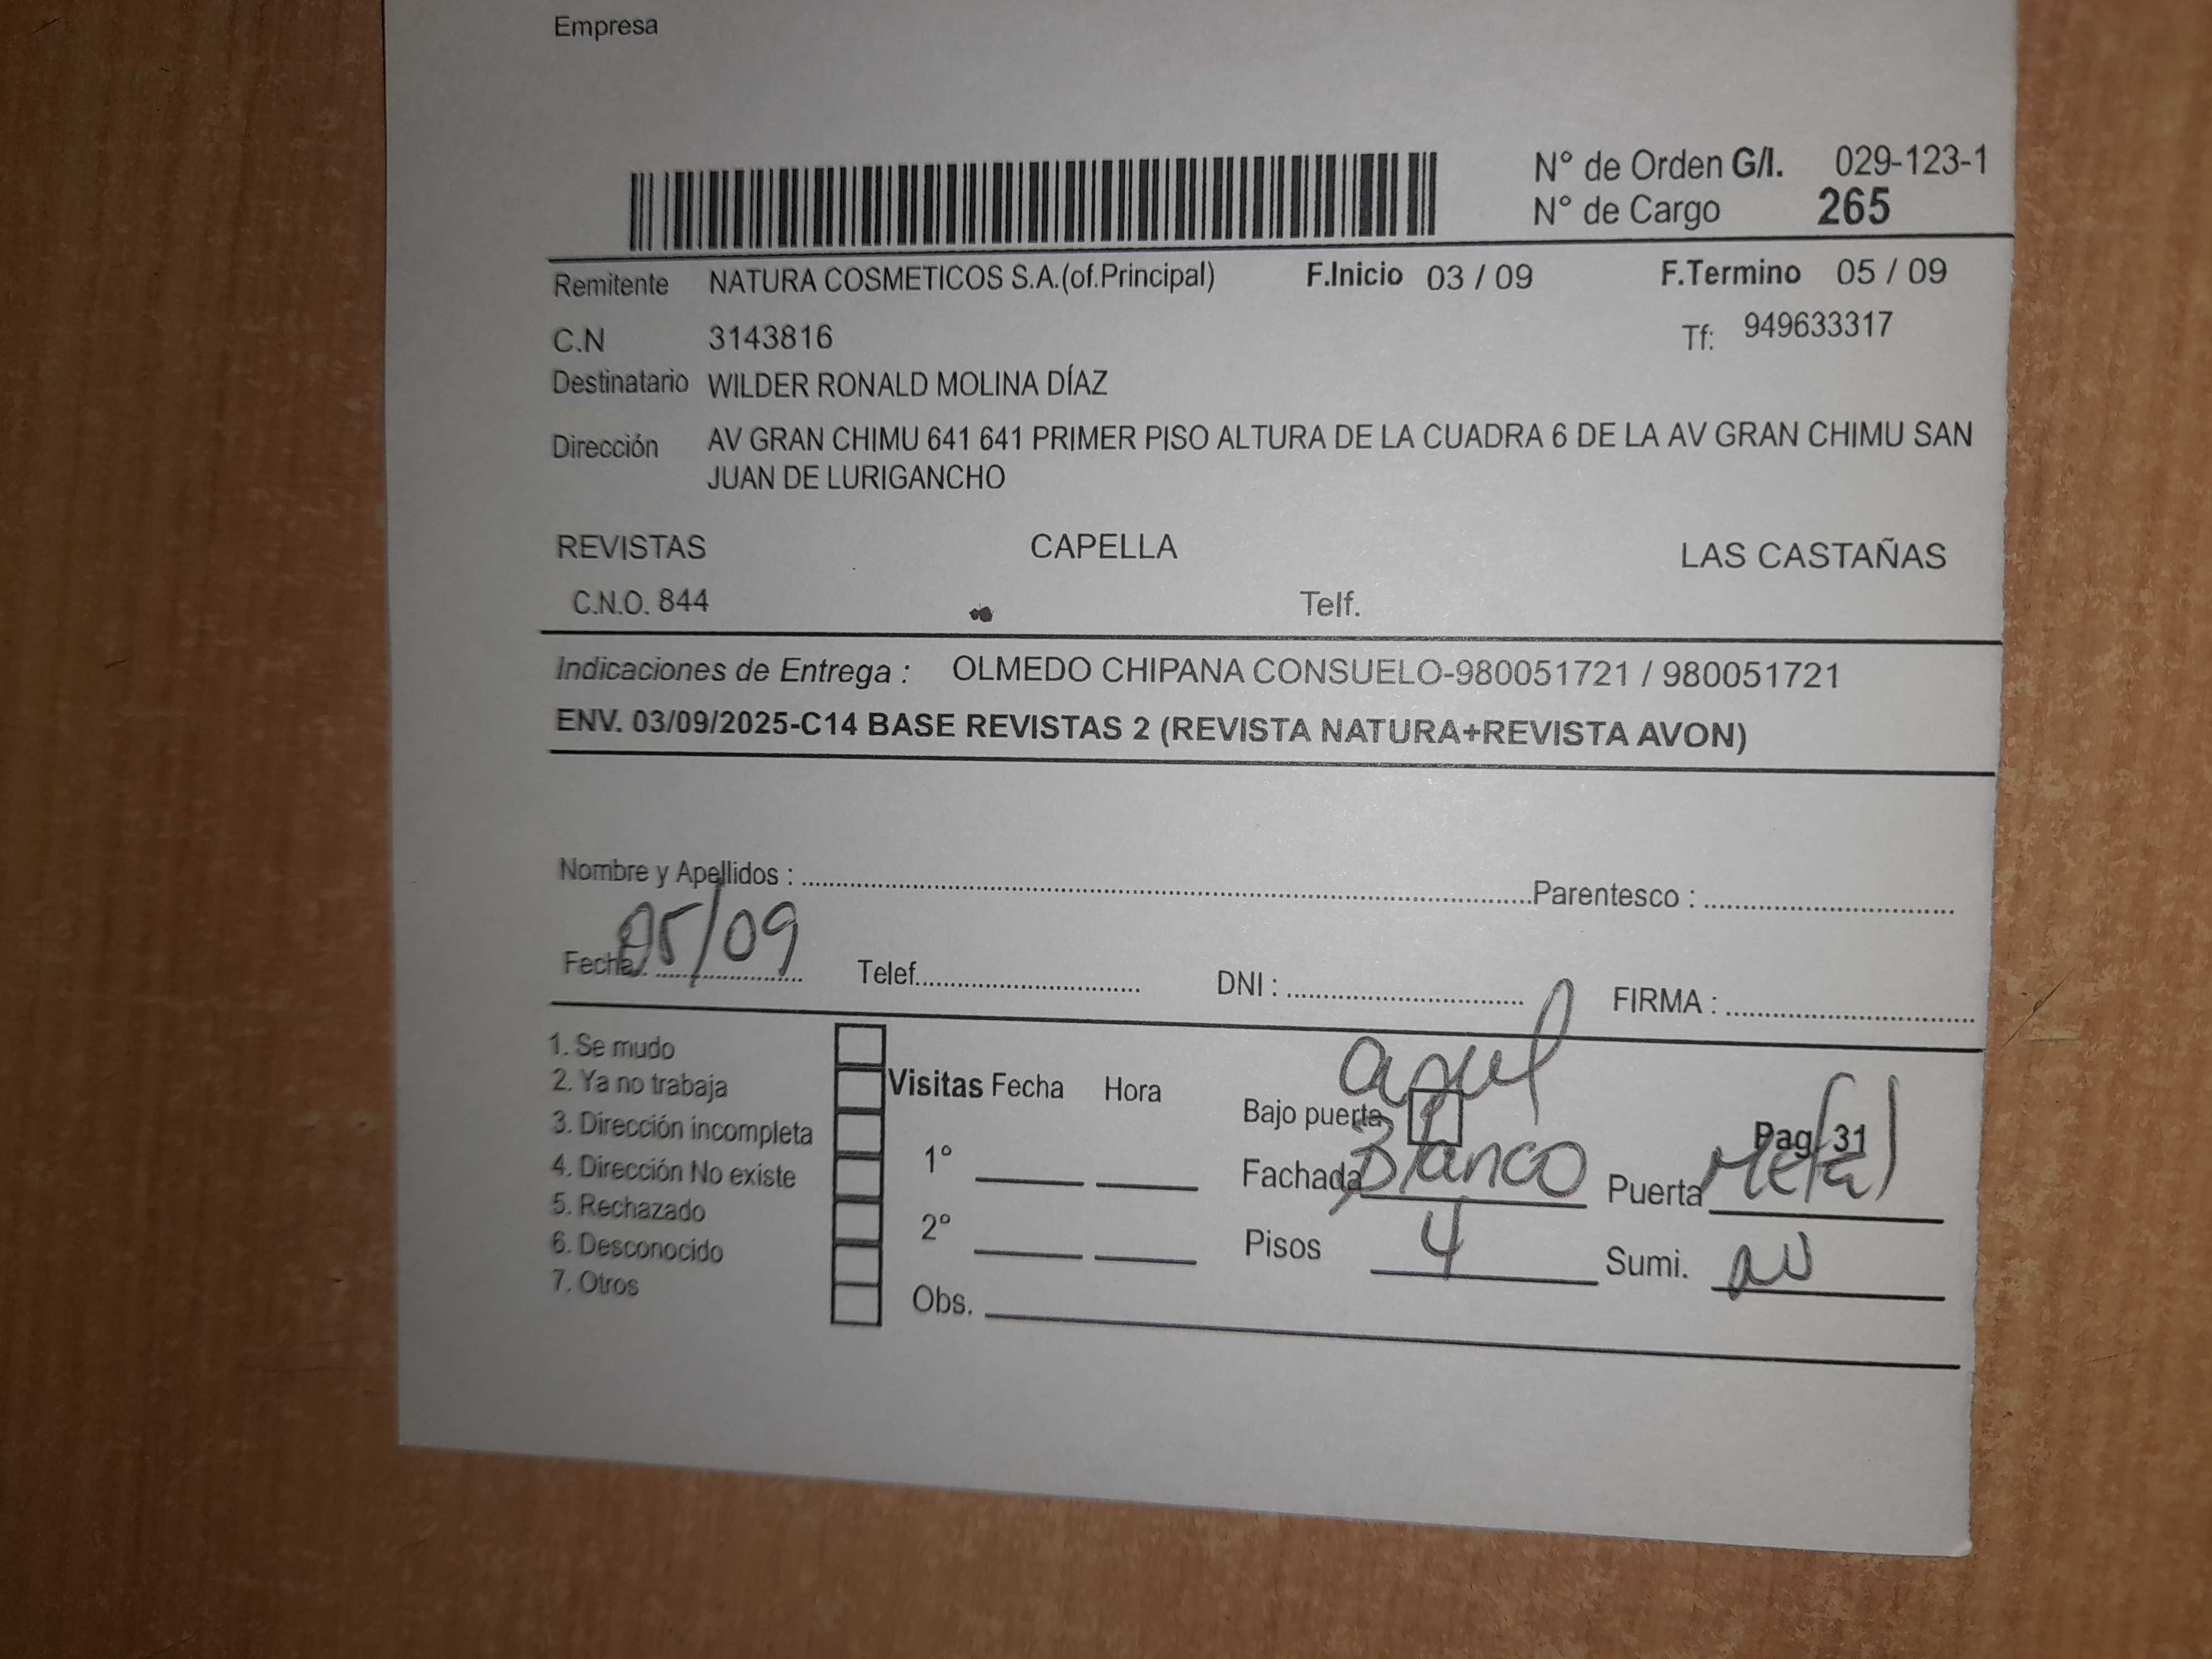 Empresa
N° de Orden G/I. 029-123-1
N° de Cargo 265
Remitente NATURA COSMETICOS S.A.(of.Principal) F.Inicio 03 / 09 F.Termino 05 / 09
C.N 3143816 Tf: 949633317
Destinatario WILDER RONALD MOLINA DÍAZ
Dirección AV GRAN CHIMU 641 641 PRIMER PISO ALTURA DE LA CUADRA 6 DE LA AV GRAN CHIMU SAN
JUAN DE LURIGANCHO
REVISTAS CAPELLA LAS CASTAÑAS
C.N.O. 844 Telf.
Indicaciones de Entrega : OLMEDO CHIPANA CONSUELO-980051721 / 980051721
ENV. 03/09/2025-C14 BASE REVISTAS 2 (REVISTA NATURA+REVISTA AVON)
Nombre y Apellidos : Parentesco :
Fecha: 05/09 Telef. DNI : FIRMA :
1. Se mudo
2. Ya no trabaja
3. Dirección incompleta
4. Dirección No existe
5. Rechazado
6. Desconocido
7. Otros
Visitas Fecha Hora
1°
2°
Obs.
azul
Bajo puerta Pag. 31
Fachada Blanco Puerta Metal
Pisos 4 Sumi.